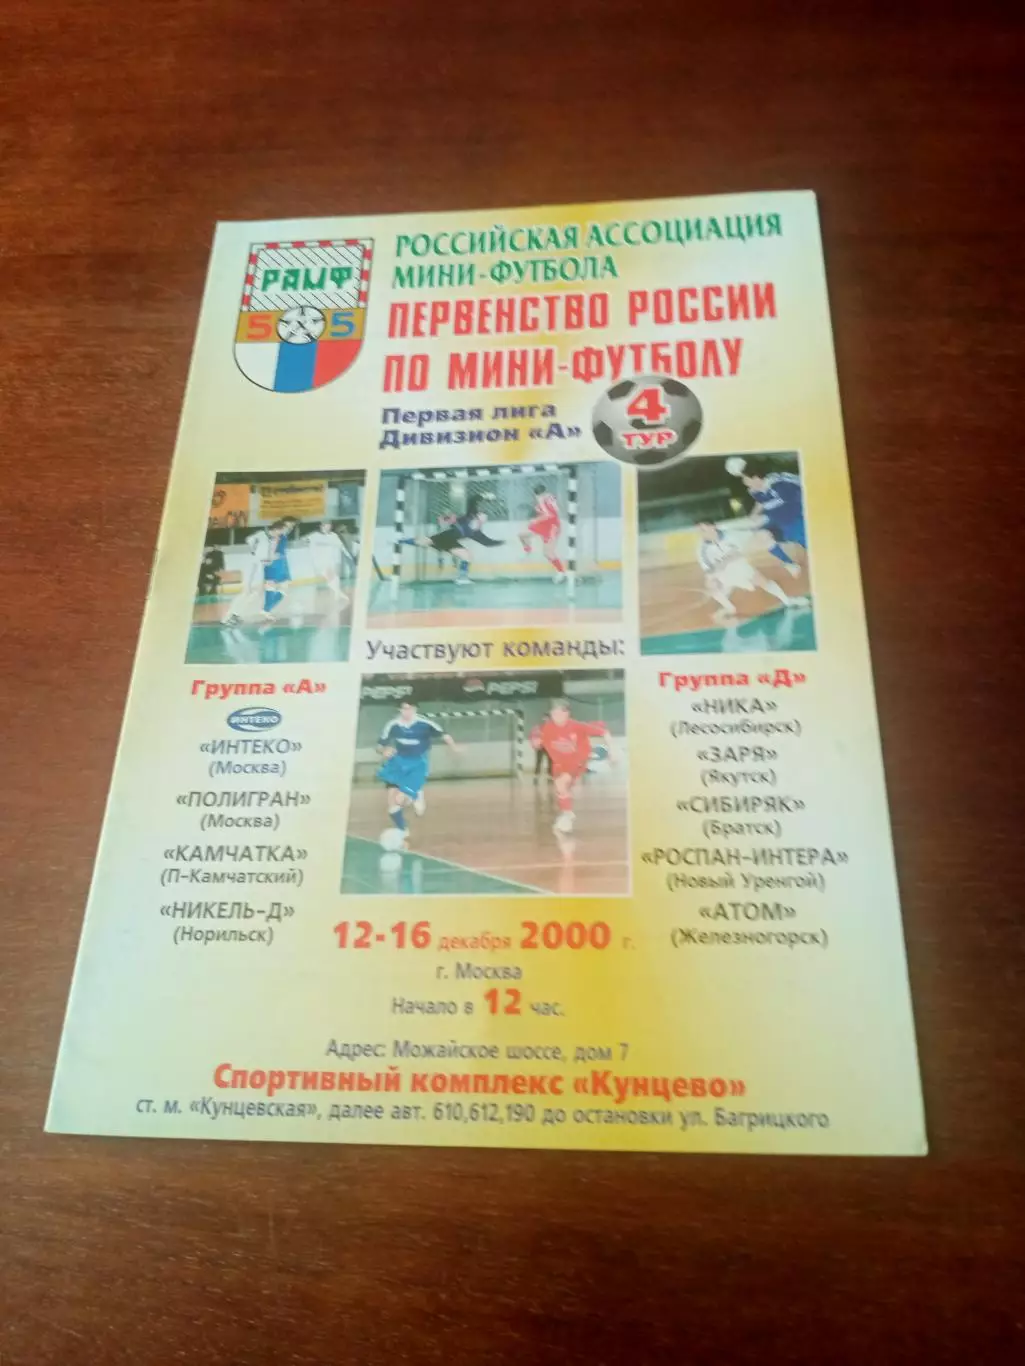 РАМФ
5 5
РОССИЙСКАЯ АССОЦИАЦИЯ
МИНИ-ФУТБОЛА
ПЕРВЕНСТВО РОССИИ
ПО МИНИ-ФУТБОЛУ
Первая лига
Дивизион «А»
4
ТУР
Участвуют команды:
Группа «А»
ИНТЕКО
«ИНТЕКО»
(Москва)
«ПОЛИГРАН»
(Москва)
«КАМЧАТКА»
(П-Камчатский)
«НИКЕЛЬ-Д»
(Норильск)
PEPSI
PEPSI
Группа «Д»
«НИКА»
(Лесосибирск)
«ЗАРЯ»
(Якутск)
«СИБИРЯК»
(Братск)
«РОСПАН-ИНТЕРА»
(Новый Уренгой)
«АТОМ»
(Железногорск)
12-16 декабря 2000 г.
г. Москва
Начало в 12 час.
Адрес: Можайское шоссе, дом 7
Спортивный комплекс «Кунцево»
ст. м. «Кунцевская", далее авт. 610,612,190 до остановки ул. Багрицкого